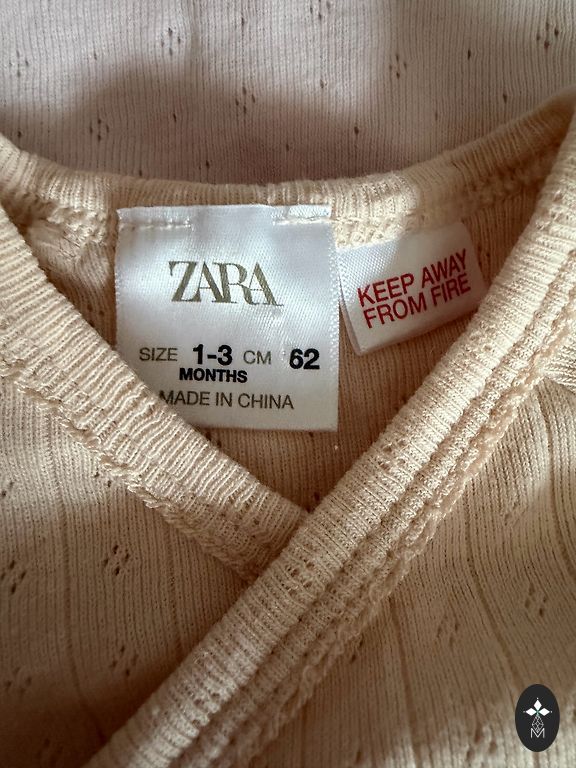 ZARA
SIZE 1-3 CM 62
MONTHS
MADE IN CHINA
KEEP AWAY
FROM FIRE